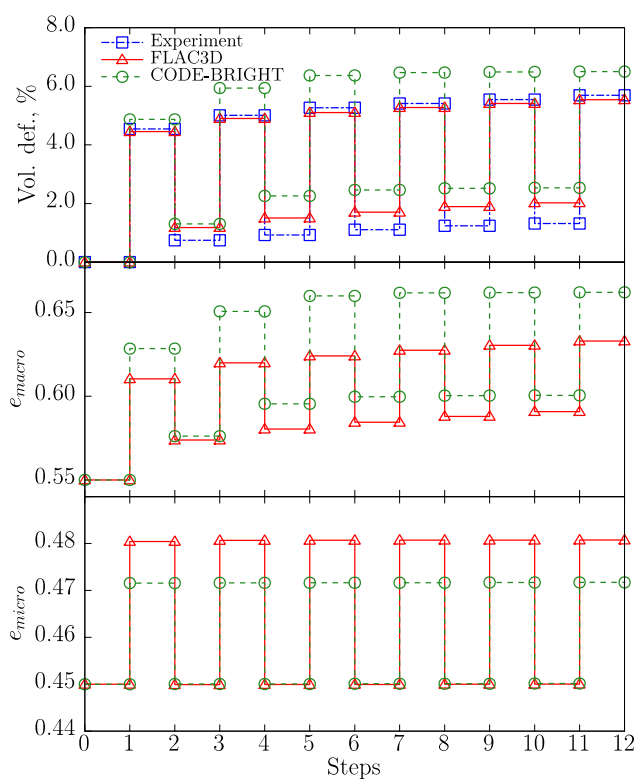 8.0
Experiment
FLAC3D
CODE-BRIGHT
6.0
4.0
2.0
0.0
Vol. def., %
0.65
0.60
0.55
e_macro
0.48
0.47
0.46
0.45
0.44
e_micro
0 1 2 3 4 5 6 7 8 9 10 11 12
Steps